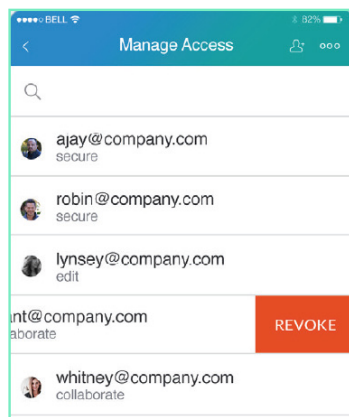 BELL 82%
Manage Access
ajay@company.com
secure
robin@company.com
secure
lynsey@company.com
edit
nt@company.com
aborate
REVOKE
whitney@company.com
collaborate